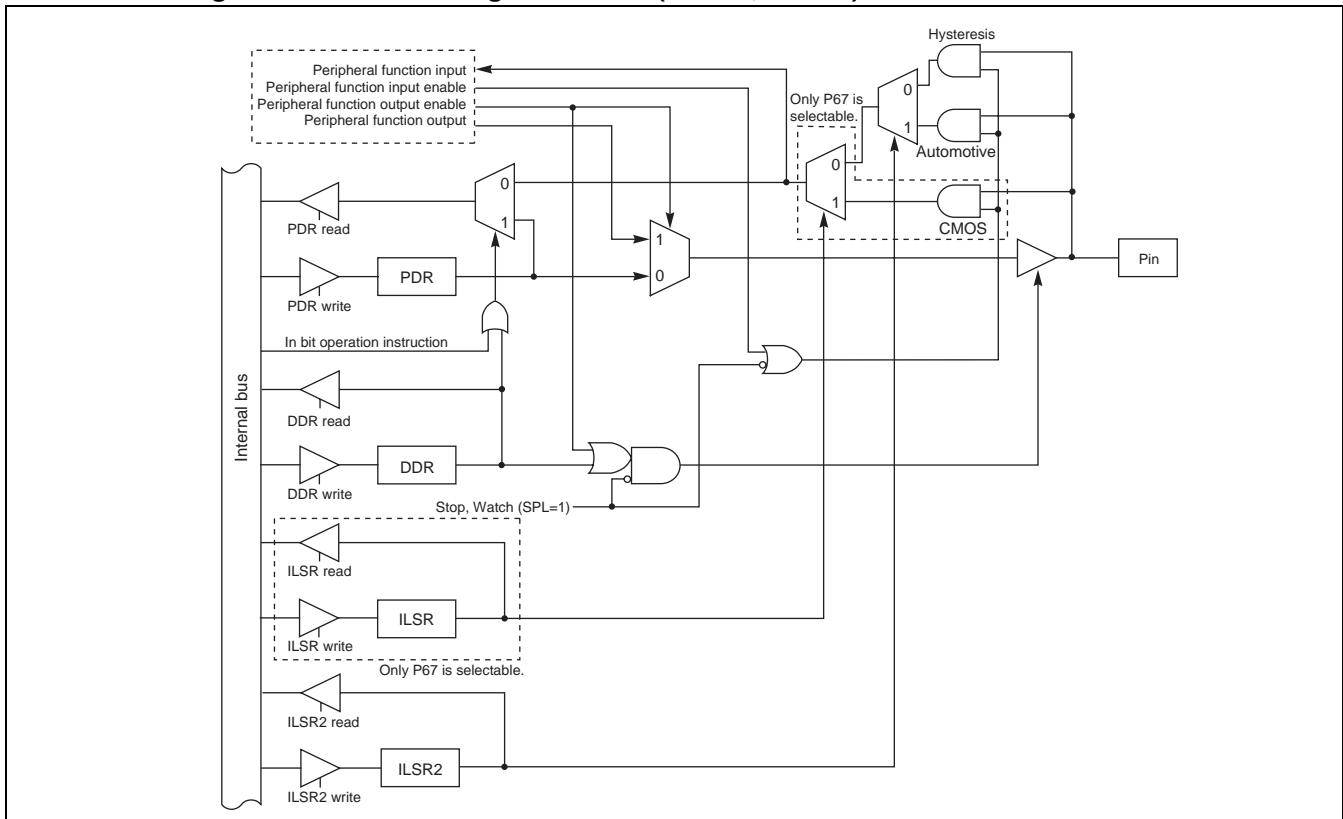 Hysteresis
Peripheral function input
Peripheral function input enable
Peripheral function output enable
Peripheral function output
Only P67 is
selectable.
0
1
Automotive
0
1
CMOS
0
1
PDR read
1
0
Pin
PDR
PDR write
In bit operation instruction
DDR read
Internal bus
DDR
DDR write
Stop, Watch (SPL=1)
ILSR read
ILSR
ILSR write
Only P67 is selectable.
ILSR2 read
ILSR2
ILSR2 write